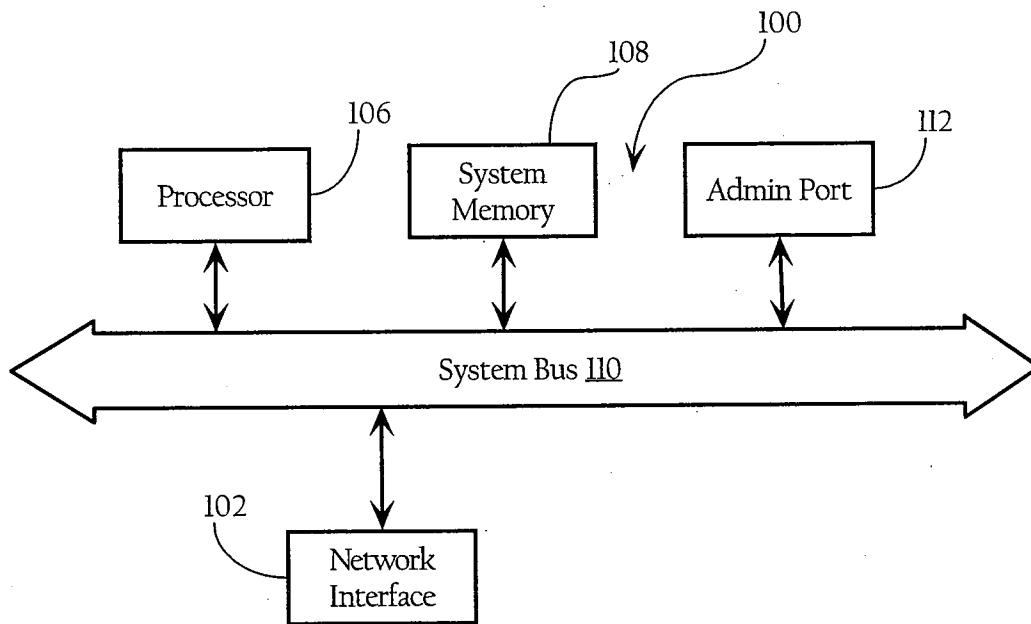 100
108
106
112
Processor
System
Memory
Admin Port
System Bus 110
102
Network
Interface